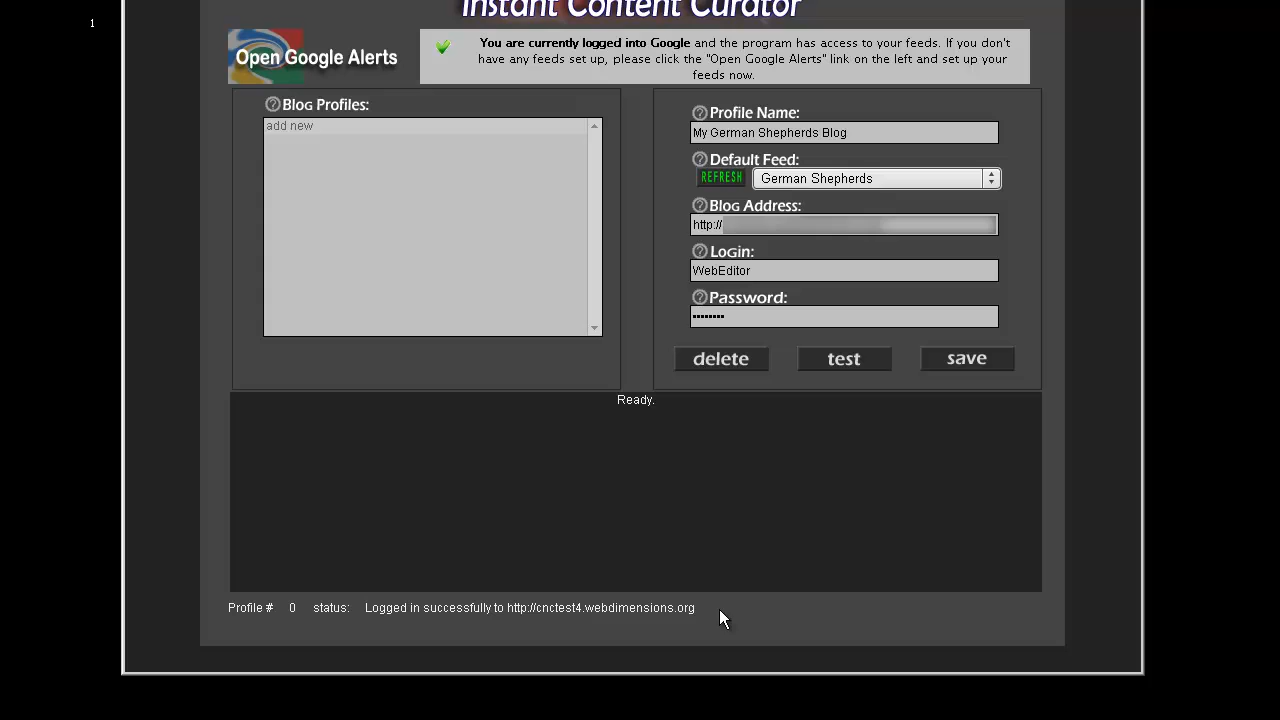 1
Instant Content Curator
Open Google Alerts
You are currently logged into Google and the program has access to your feeds. If you don't
have any feeds set up, please click the "Open Google Alerts" link on the left and set up your
feeds now.
Blog Profiles:
add new
Profile Name:
My German Shepherds Blog
Default Feed:
REFRESH German Shepherds
Blog Address:
http://
Login:
WebEditor
Password:
••••••••
delete test save
Ready.
Profile # 0 status: Logged in successfully to http://cnctest4.webdimensions.org